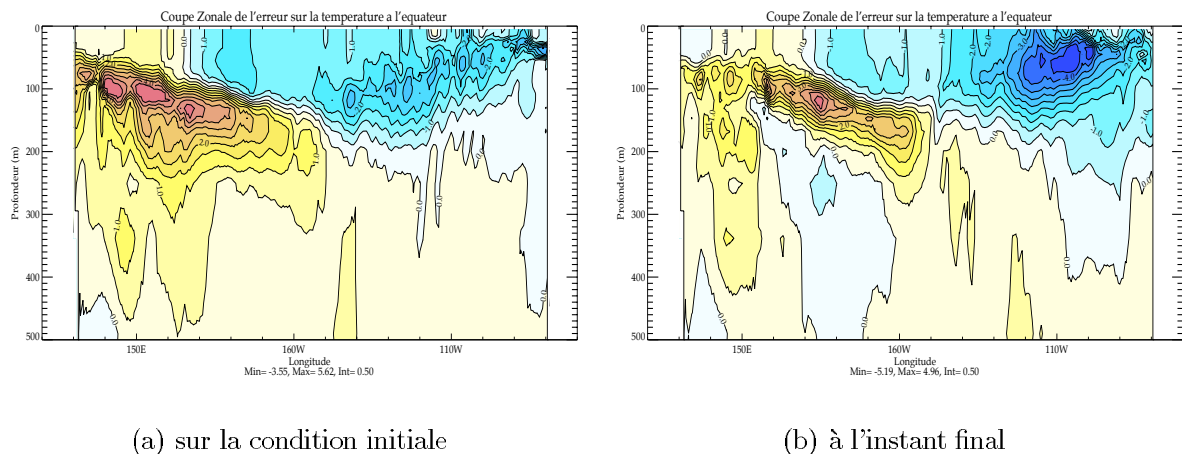 Coupe Zonale de l'erreur sur la temperature a l'equateur
Profondeur (m)
0
100
200
300
400
500
150E
160W
110W
Longitude
Min= -3.55, Max= 5.62, Int= 0.50
(a) sur la condition initiale
Coupe Zonale de l'erreur sur la temperature a l'equateur
Profondeur (m)
0
100
200
300
400
500
150E
160W
110W
Longitude
Min= -5.19, Max= 4.96, Int= 0.50
(b) à l'instant final